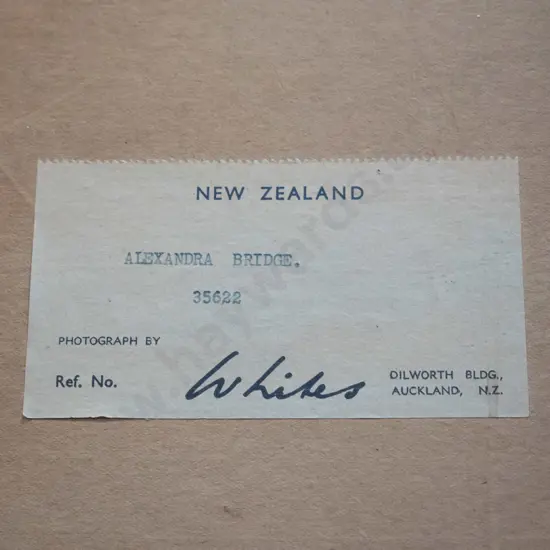 NEW ZEALAND
ALEXANDRA BRIDGE.
35622
PHOTOGRAPH BY
Ref. No.
Whites
DILWORTH BLDG.,
AUCKLAND, N.Z.